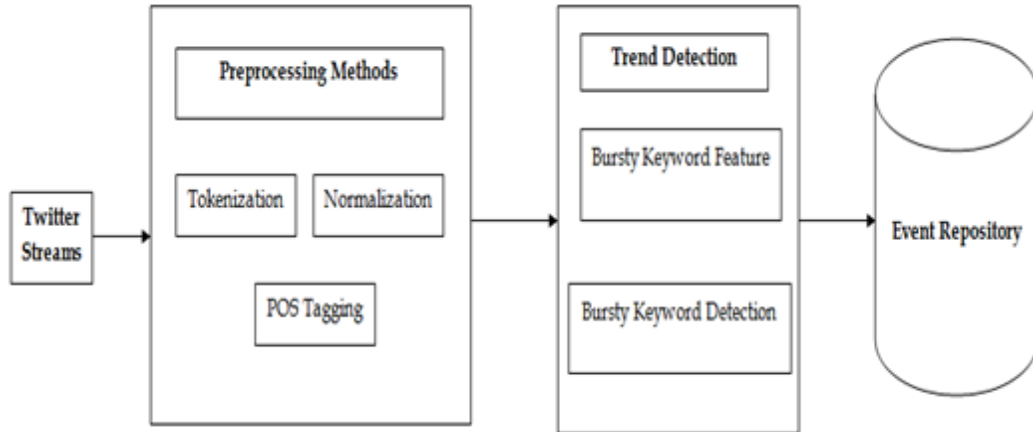 Twitter
Streams
Preprocessing Methods
Tokenization
Normalization
POS Tagging
Trend Detection
Bursty Keyword Feature
Bursty Keyword Detection
Event Repository